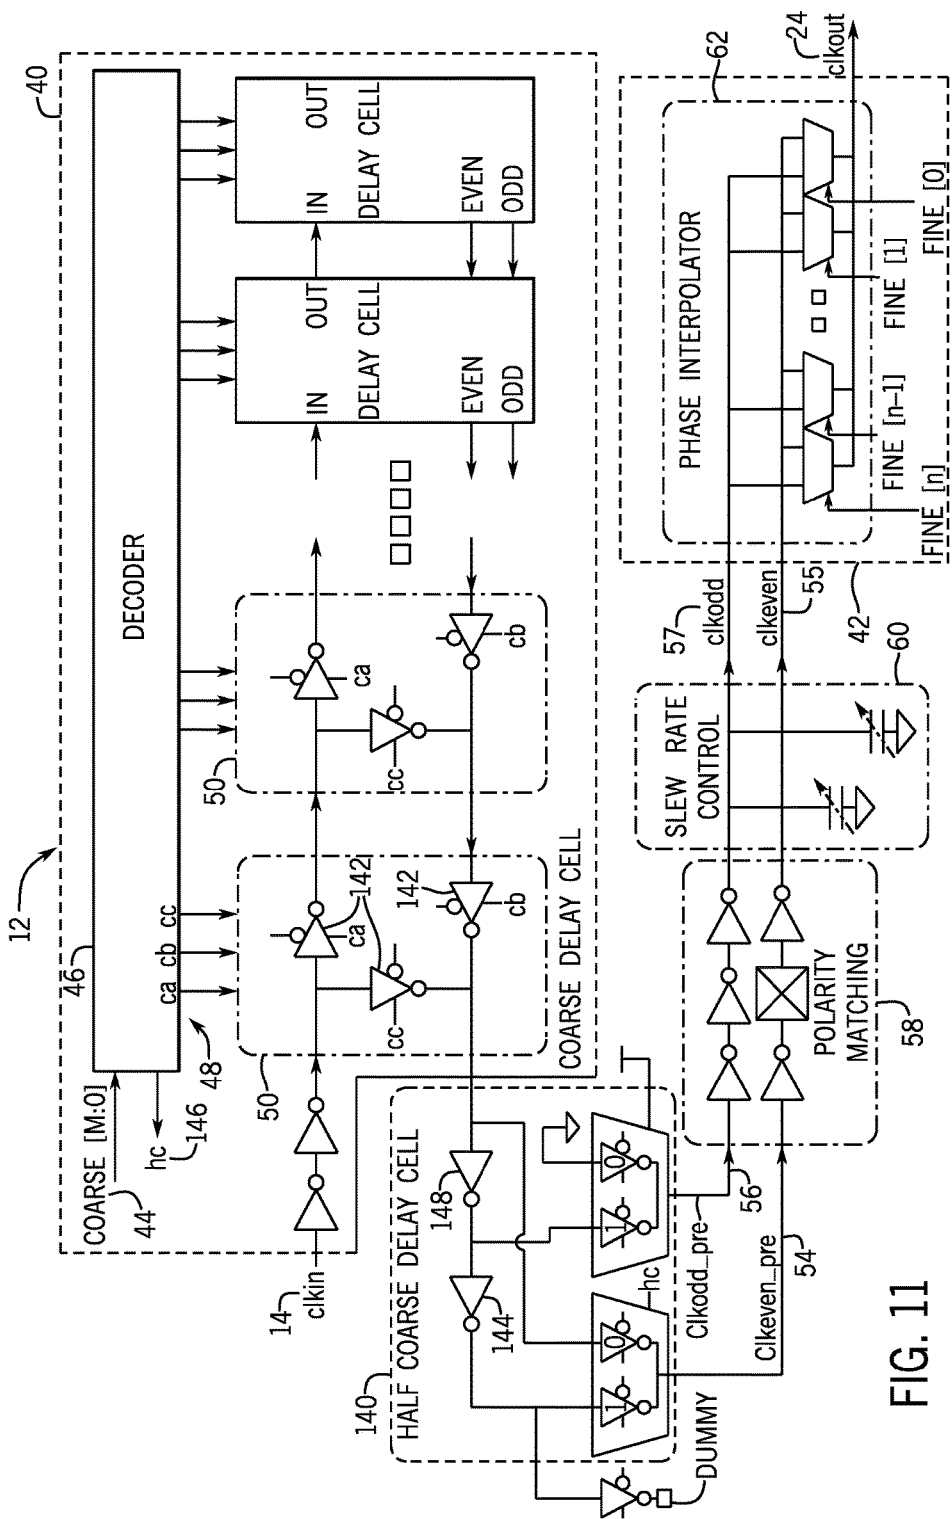 12
40
46
DECODER
ca
cb
cc
48
COARSE [M:0]
44
hc
146
IN
OUT
DELAY CELL
EVEN
ODD
IN
OUT
DELAY CELL
EVEN
ODD
50
ca
cc
cb
142
142
50
ca
cc
cb
COARSE DELAY CELL
14
clkin
140
HALF COARSE DELAY CELL
148
144
1
0
1
0
hc
DUMMY
Clkodd_pre
56
Clkeven_pre
54
POLARITY
MATCHING
58
SLEW RATE
CONTROL
60
57
clkodd
clkeven
55
42
PHASE INTERPOLATOR
62
FINE [n]
FINE [n–1]
FINE [1]
FINE [0]
24
clkout
FIG. 11